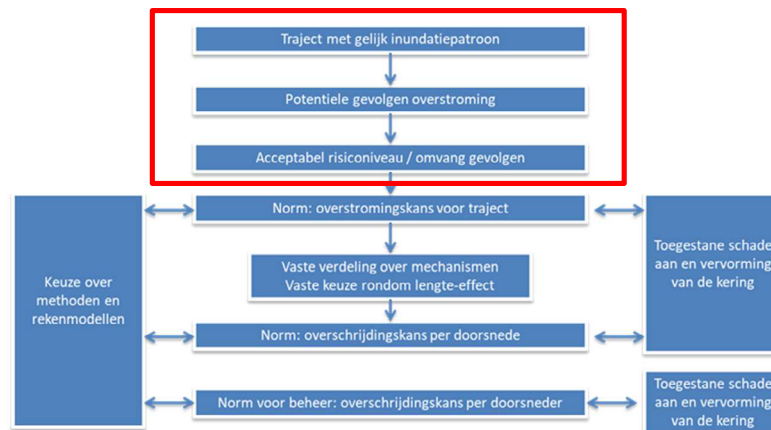 Traject met gelijk inundatiepatroon
Potentiele gevolgen overstroming
Acceptabel risiconiveau / omvang gevolgen
Norm: overstromingskans voor traject
Vaste verdeling over mechanismen
Vaste keuze rondom lengte-effect
Norm: overschrijdingskans per doorsnede
Norm voor beheer: overschrijdingskans per doorsneder
Keuze over
methoden en
rekenmodellen
Toegestane schade
aan en vervorming
van de kering
Toegestane schade
aan en vervorming
van de kering